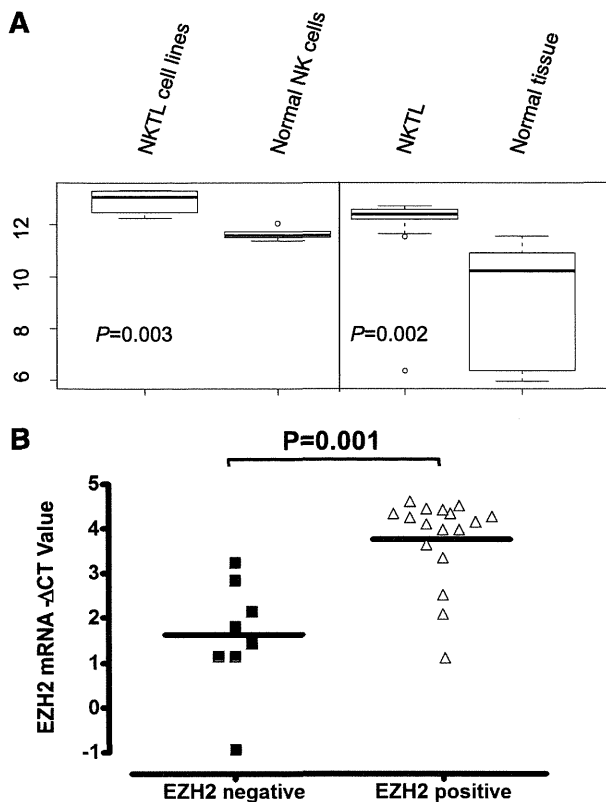 A
NKTL cell lines
Normal NK cells
NKTL
Normal tissue
12
10
8
6
P=0.003
P=0.002
B
P=0.001
EZH2 mRNA -ΔCT Value
5
4
3
2
1
0
-1
EZH2 negative
EZH2 positive